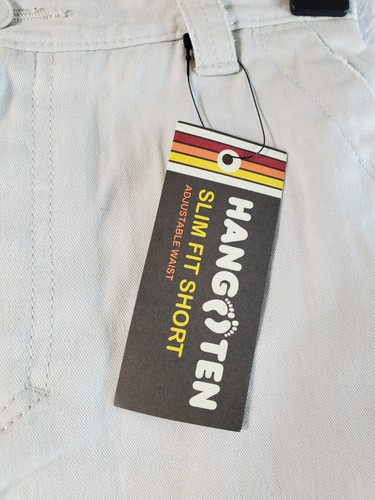 HANG TEN
SLIM FIT SHORT
ADJUSTABLE WAIST